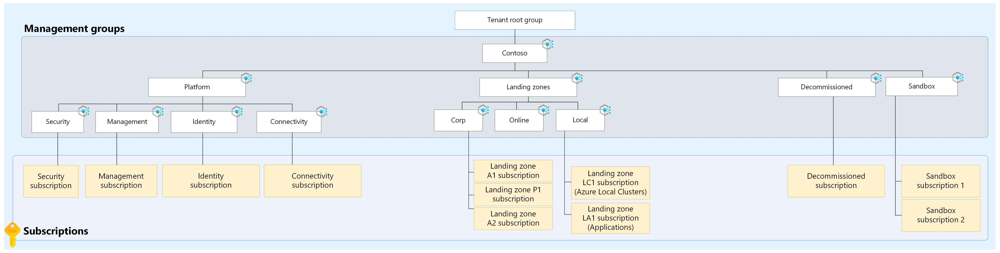 Tenant root group
Management groups
Contoso
Platform
Landing zones
Decommissioned
Sandbox
Security
Management
Identity
Connectivity
Corp
Online
Local
Security
subscription
Management
subscription
Identity
subscription
Connectivity
subscription
Landing zone
A1 subscription
Landing zone P1
subscription
Landing zone
A2 subscription
Landing zone
LC1 subscription
(Azure Local Clusters)
Landing zone
LA1 subscription
(Applications)
Decommissioned
subscription
Sandbox
subscription 1
Sandbox
subscription 2
Subscriptions